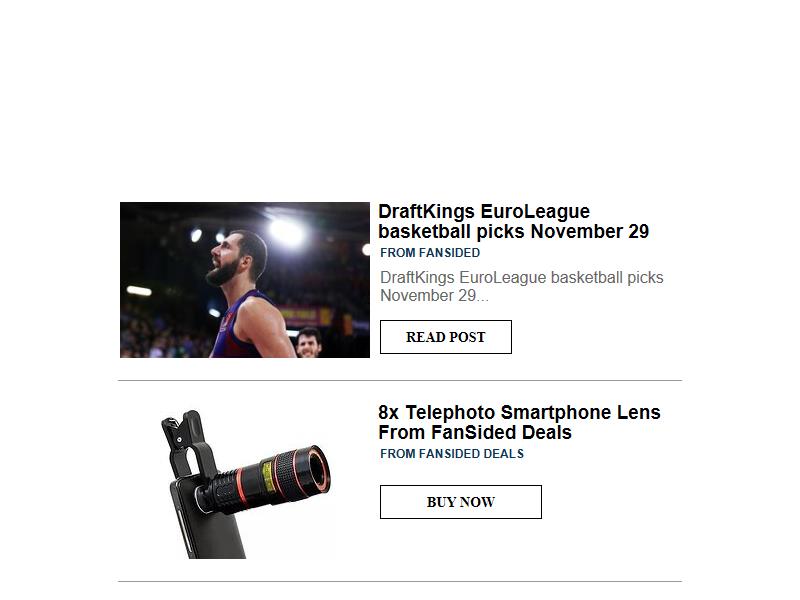 DraftKings EuroLeague
basketball picks November 29
FROM FANSIDED
DraftKings EuroLeague basketball picks
November 29...
READ POST
8x Telephoto Smartphone Lens
From FanSided Deals
FROM FANSIDED DEALS
BUY NOW